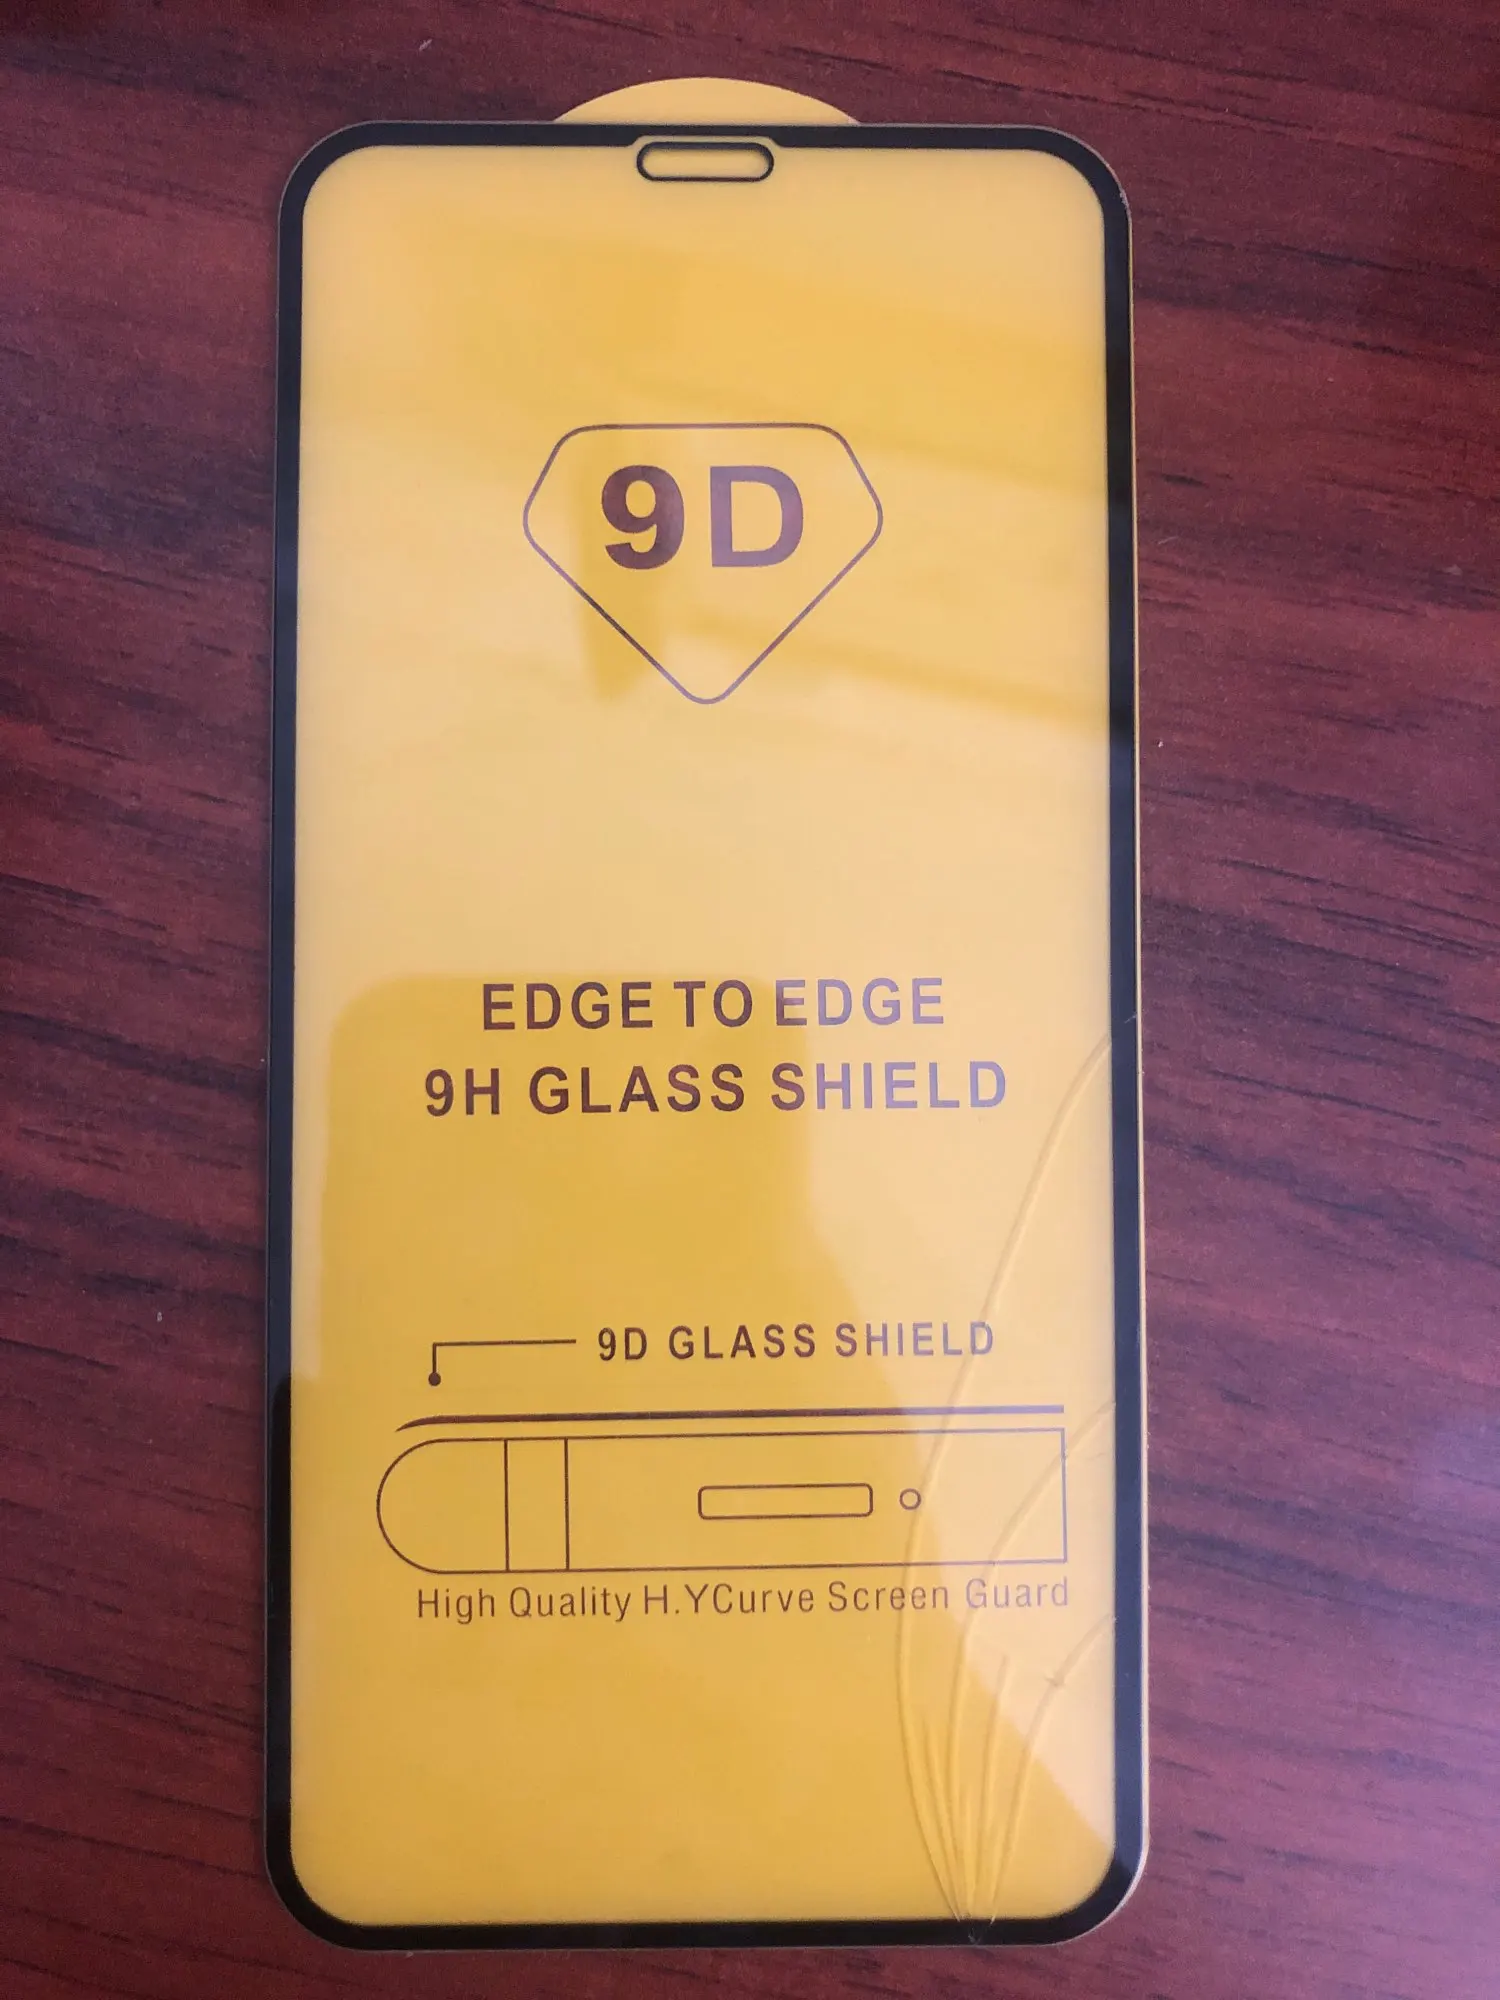 9D
EDGE TO EDGE
9H GLASS SHIELD
9D GLASS SHIELD
High Quality H.YCurve Screen Guard